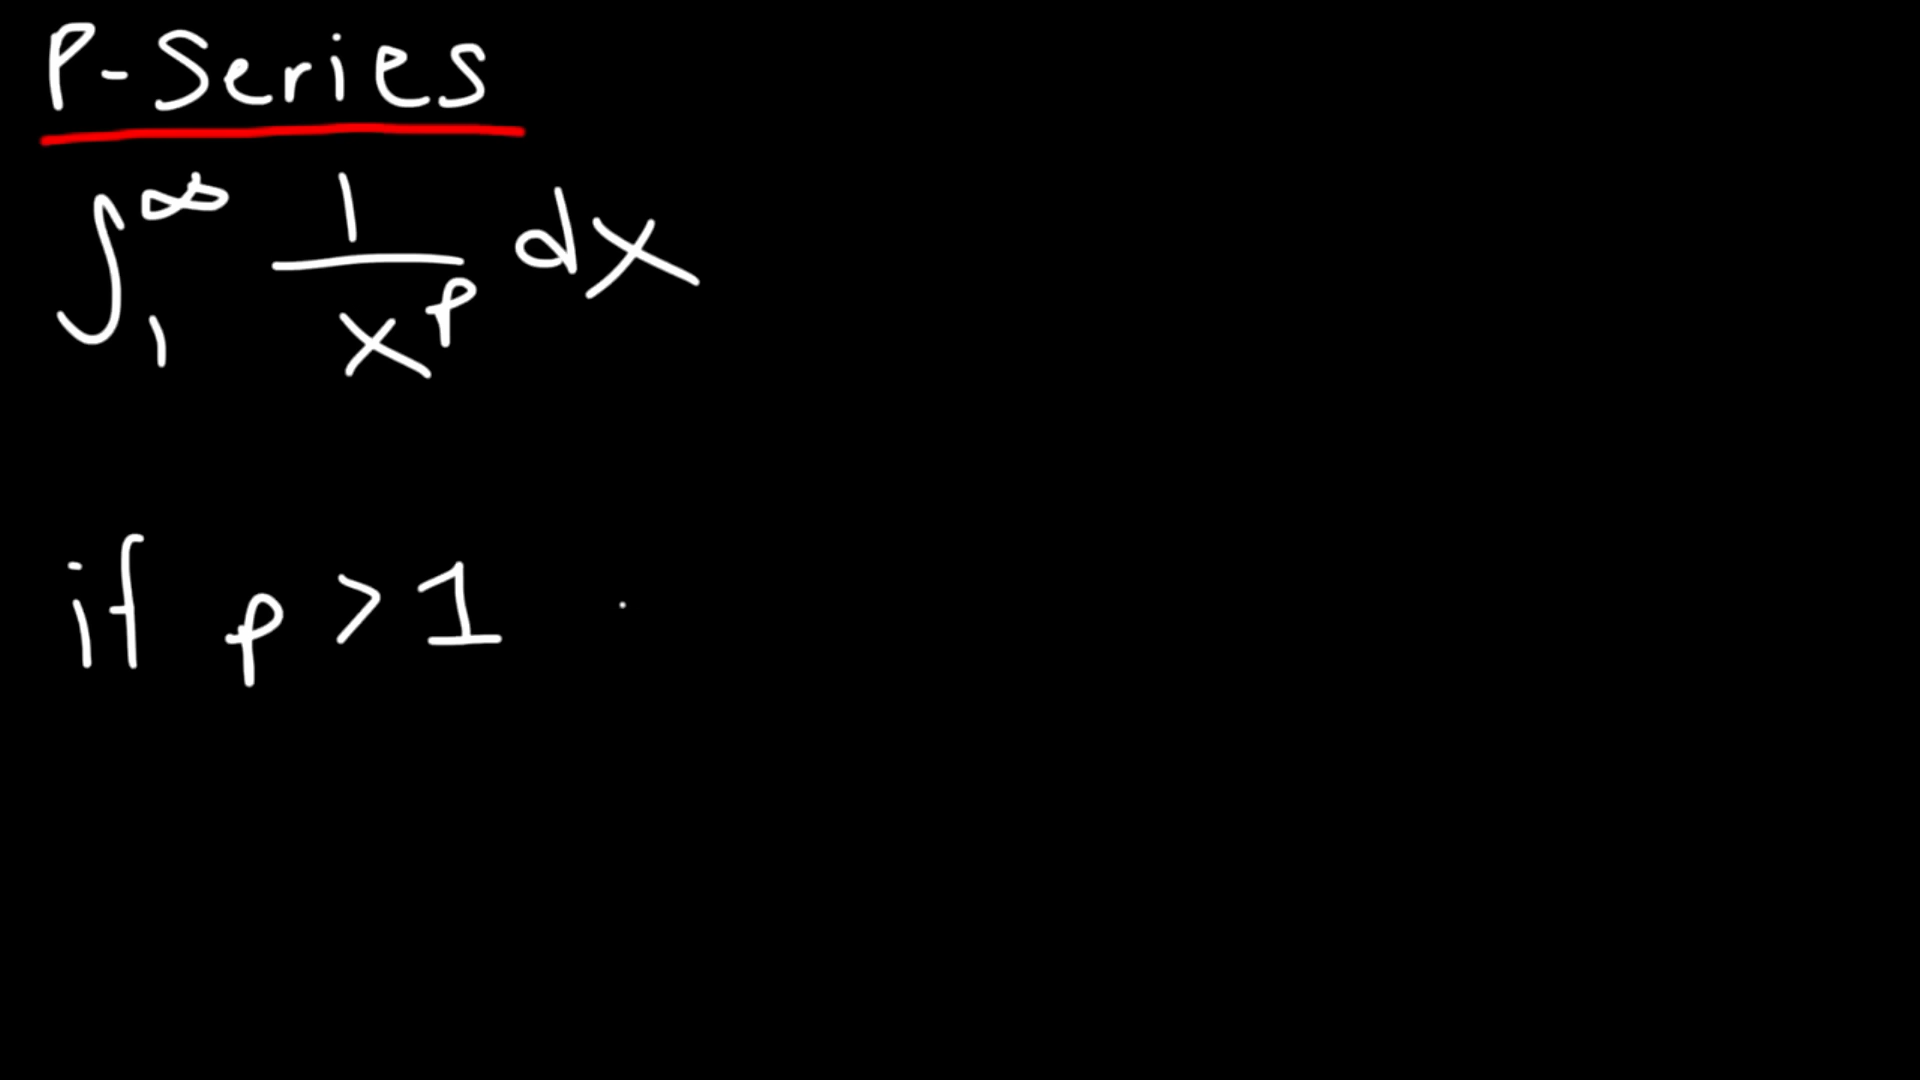 P-Series
∫₁^∞ 1/x^p dx
if p > 1